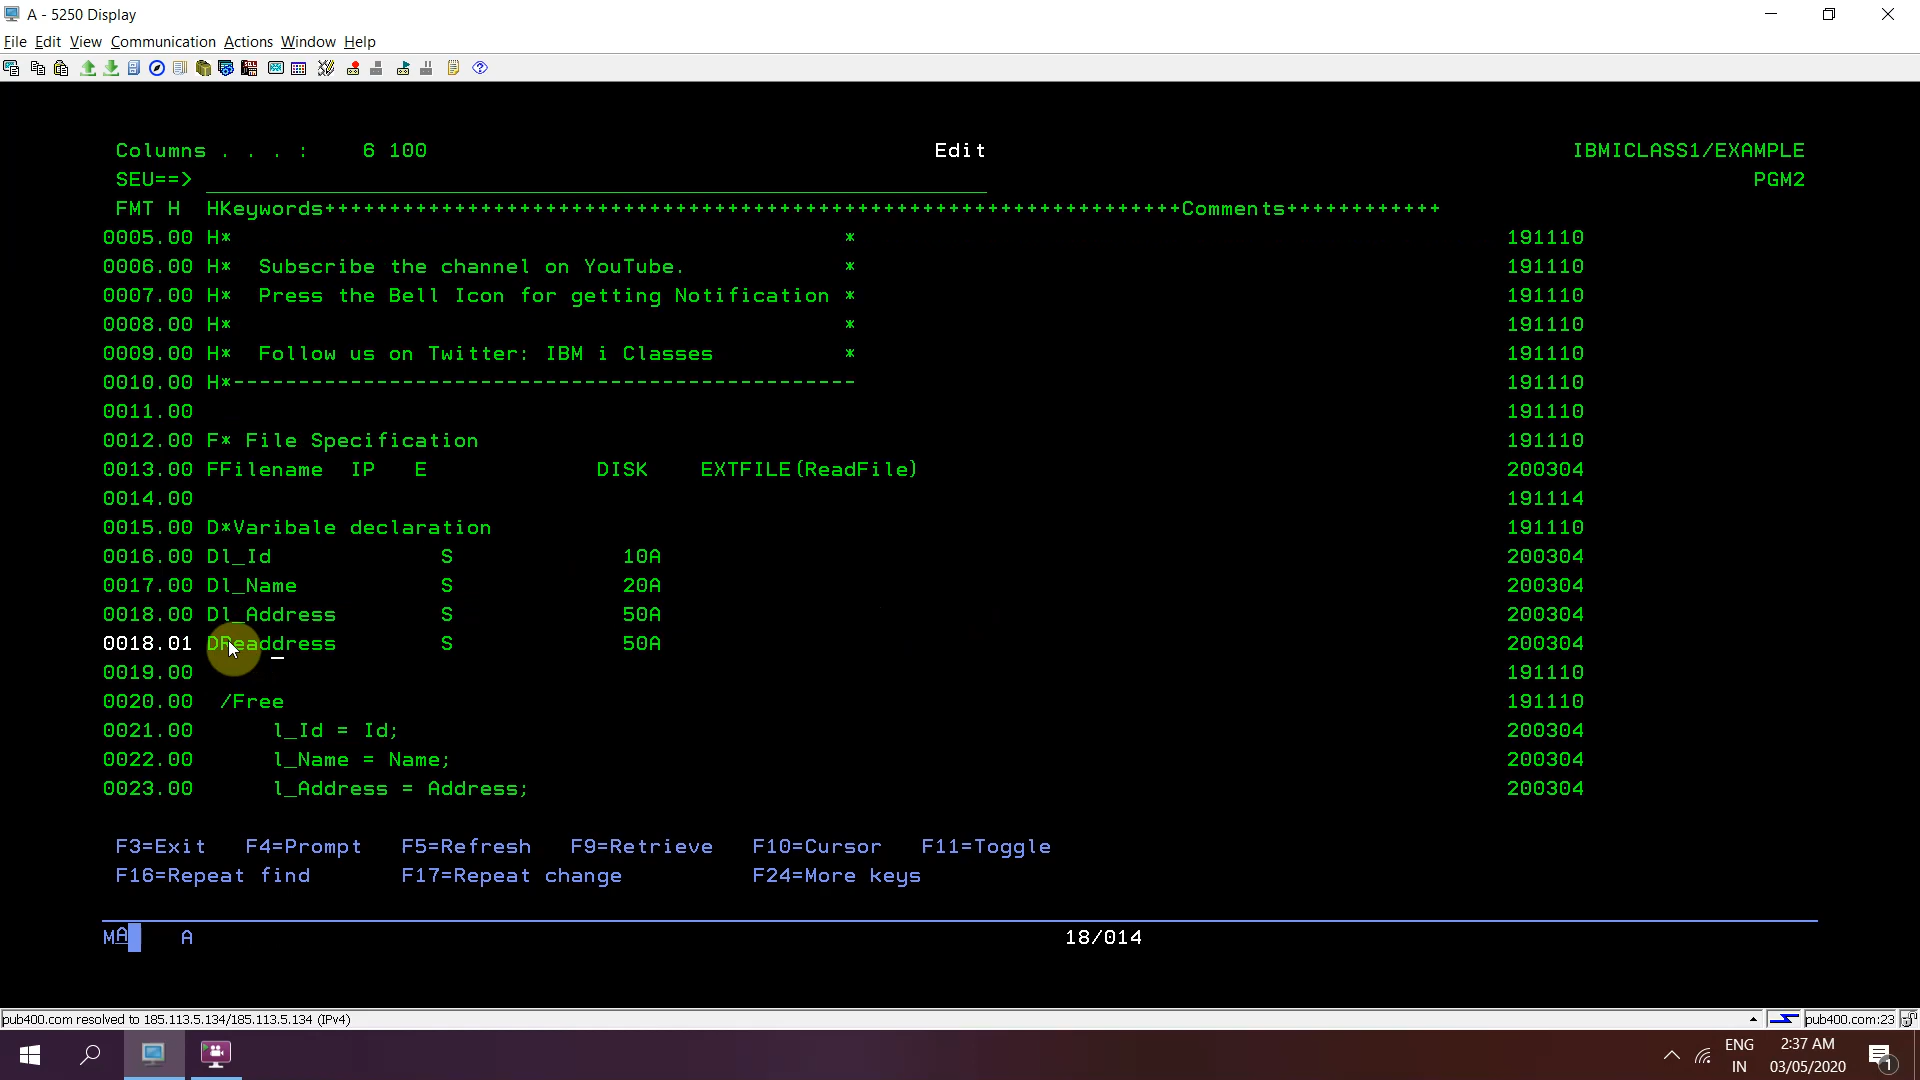 A - 5250 Display
File Edit View Communication Actions Window Help
Columns . . . :    6 100    Edit    IBMICLASS1/EXAMPLE
SEU==>    PGM2
FMT H  HKeywords++++++++++++++++++++++++++++++++++++++++++++++++++++++++++++++++++Comments++++++++++++
0005.00 H*                                               *    191110
0006.00 H*  Subscribe the channel on YouTube.            *    191110
0007.00 H*  Press the Bell Icon for getting Notification *    191110
0008.00 H*                                               *    191110
0009.00 H*  Follow us on Twitter: IBM i Classes          *    191110
0010.00 H*------------------------------------------------    191110
0011.00    191110
0012.00 F* File Specification    191110
0013.00 FFilename  IP   E             DISK    EXTFILE(ReadFile)    200304
0014.00    191114
0015.00 D*Varibale declaration    191110
0016.00 Dl_Id             S             10A    200304
0017.00 Dl_Name           S             20A    200304
0018.00 Dl_Address        S             50A    200304
0018.01 DReaddress        S             50A    200304
0019.00    191110
0020.00  /Free    191110
0021.00      l_Id = Id;    200304
0022.00      l_Name = Name;    200304
0023.00      l_Address = Address;    200304
F3=Exit   F4=Prompt   F5=Refresh   F9=Retrieve   F10=Cursor   F11=Toggle
F16=Repeat find       F17=Repeat change          F24=More keys
MA    A    18/014
pub400.com resolved to 185.113.5.134/185.113.5.134 (IPv4)    pub400.com:23
ENG    2:37 AM
IN    03/05/2020    1